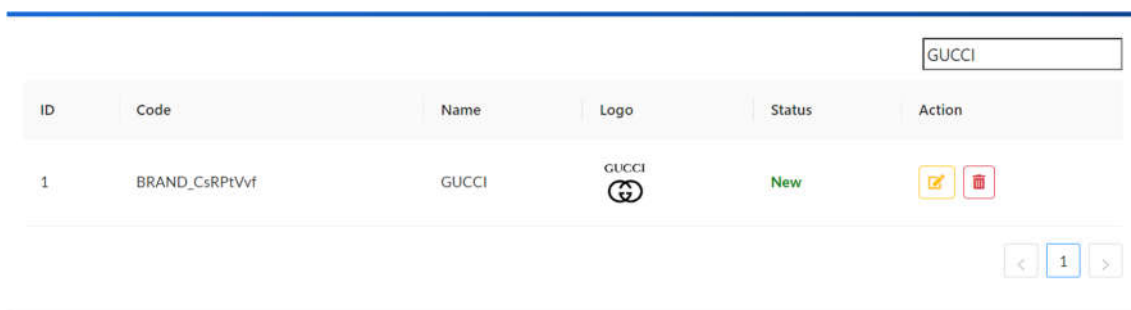 GUCCI
ID Code Name Logo Status Action
GUCCI
1 BRAND_CsRPtVvf GUCCI New
< 1 >